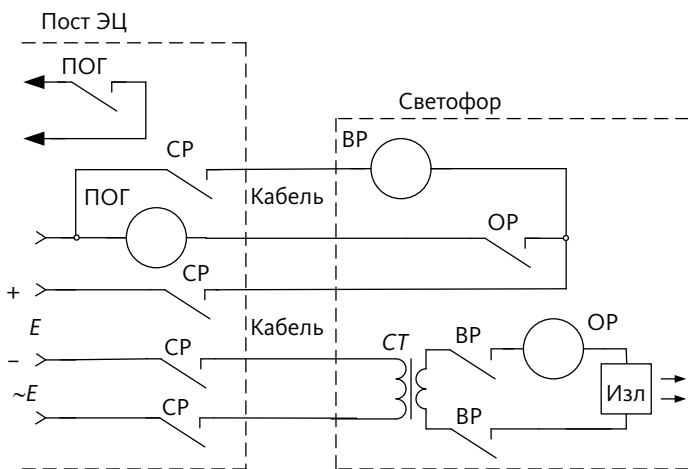 Пост ЭЦ
ПОГ
Светофор
СР
ВР
ПОГ
Кабель
ОР
+
СР
E
Кабель
–
СР
СТ
ВР
ОР
~E
СР
ВР
Изл